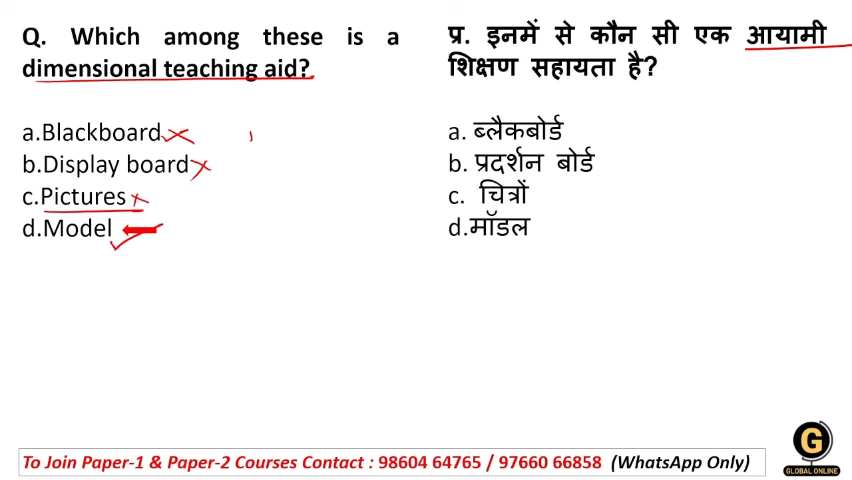 Q. Which among these is a
dimensional teaching aid?
a.Blackboard
b.Display board
c.Pictures
d.Model
प्र. इनमें से कौन सी एक आयामी
शिक्षण सहायता है?
a. ब्लैकबोर्ड
b. प्रदर्शन बोर्ड
c. चित्रों
d.मॉडल
G
GLOBAL ONLINE
To Join Paper-1 & Paper-2 Courses Contact : 98604 64765 / 97660 66858 (WhatsApp Only)